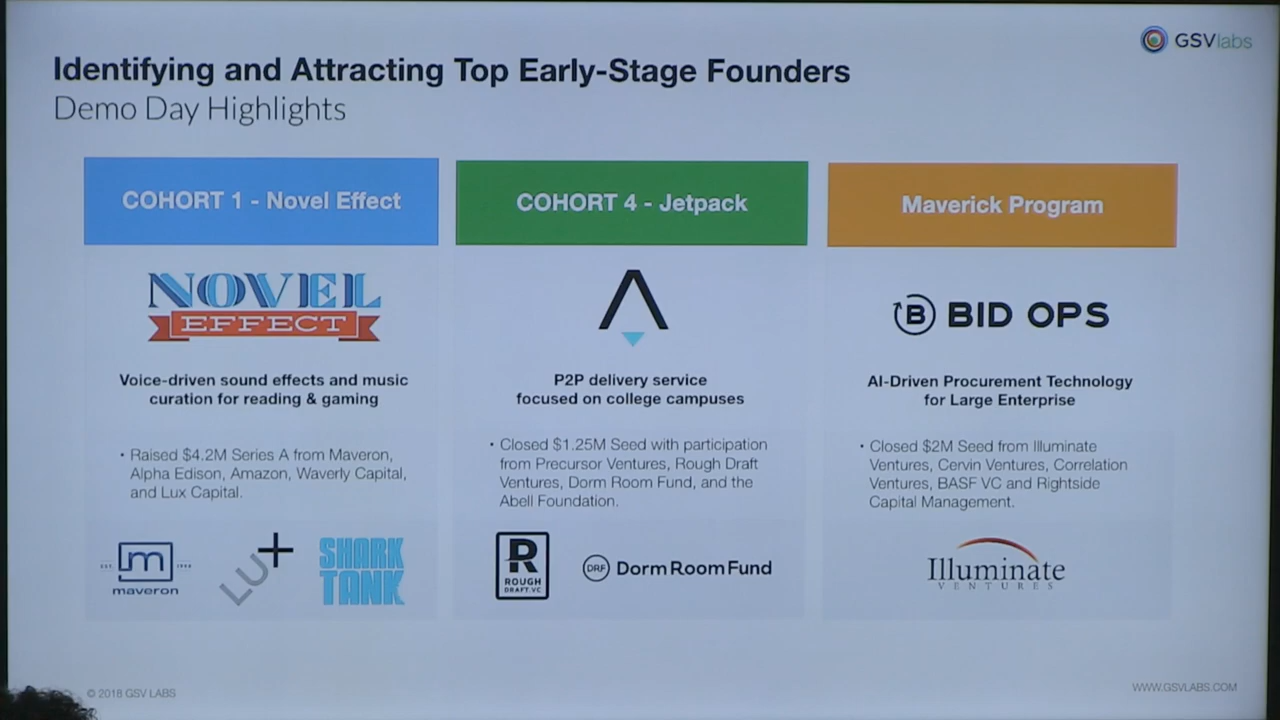 GSVlabs
Identifying and Attracting Top Early-Stage Founders
Demo Day Highlights
COHORT 1 - Novel Effect
NOVEL
EFFECT
Voice-driven sound effects and music
curation for reading & gaming
• Raised $4.2M Series A from Maveron,
Alpha Edison, Amazon, Waverly Capital,
and Lux Capital.
m
maveron
LU+
SHARK
TANK
COHORT 4 - Jetpack
P2P delivery service
focused on college campuses
• Closed $1.25M Seed with participation
from Precursor Ventures, Rough Draft
Ventures, Dorm Room Fund, and the
Abell Foundation.
R
ROUGH
DRAFT.VC
DRF Dorm Room Fund
Maverick Program
B BID OPS
AI-Driven Procurement Technology
for Large Enterprise
• Closed $2M Seed from Illuminate
Ventures, Cervin Ventures, Correlation
Ventures, BASF VC and Rightside
Capital Management.
Illuminate
VENTURES
© 2018 GSV LABS
WWW.GSVLABS.COM